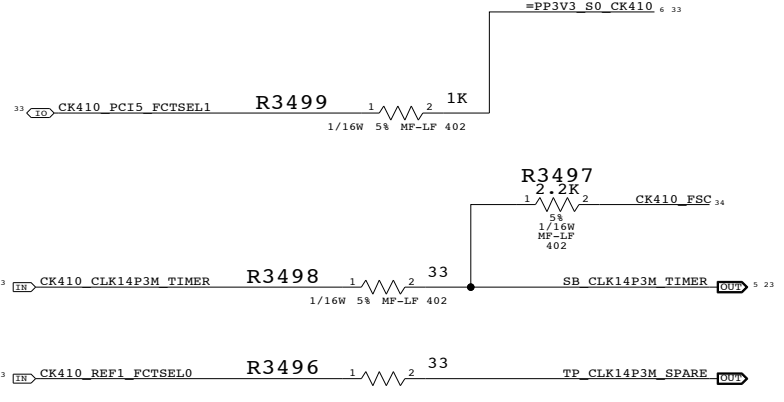 =PP3V3_S0_CK410 6 33
33 IO CK410_PCI5_FCTSEL1 R3499 1 2 1K
1/16W 5% MF-LF 402
R3497
2.2K
1 2 CK410_FSC 34
5%
1/16W
MF-LF
402
3 IN CK410_CLK14P3M_TIMER R3498 1 2 33 SB_CLK14P3M_TIMER OUT 5 23
1/16W 5% MF-LF 402
3 IN CK410_REF1_FCTSEL0 R3496 1 2 33 TP_CLK14P3M_SPARE OUT